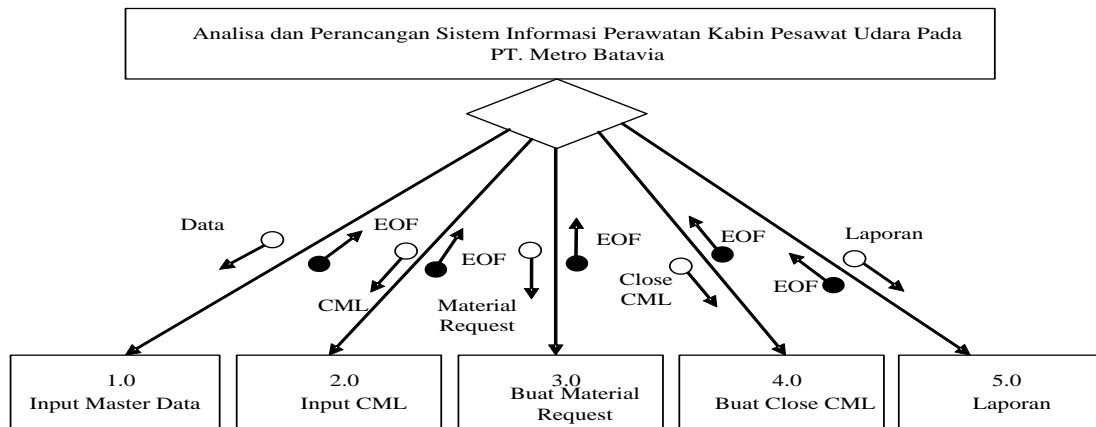 Analisa dan Perancangan Sistem Informasi Perawatan Kabin Pesawat Udara Pada
PT. Metro Batavia
Data
EOF
CML
EOF
Material
Request
EOF
Close
CML
EOF
EOF
Laporan
1.0
Input Master Data
2.0
Input CML
3.0
Buat Material
Request
4.0
Buat Close CML
5.0
Laporan